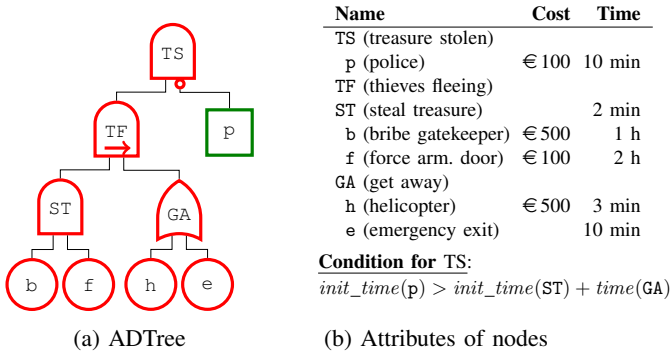 TS
TF
p
ST
GA
b
f
h
e
(a) ADTree
Name Cost Time
TS (treasure stolen)
p (police) €100 10 min
TF (thieves fleeing)
ST (steal treasure) 2 min
b (bribe gatekeeper) €500 1 h
f (force arm. door) €100 2 h
GA (get away)
h (helicopter) €500 3 min
e (emergency exit) 10 min
Condition for TS:
init_time(p) > init_time(ST) + time(GA)
(b) Attributes of nodes